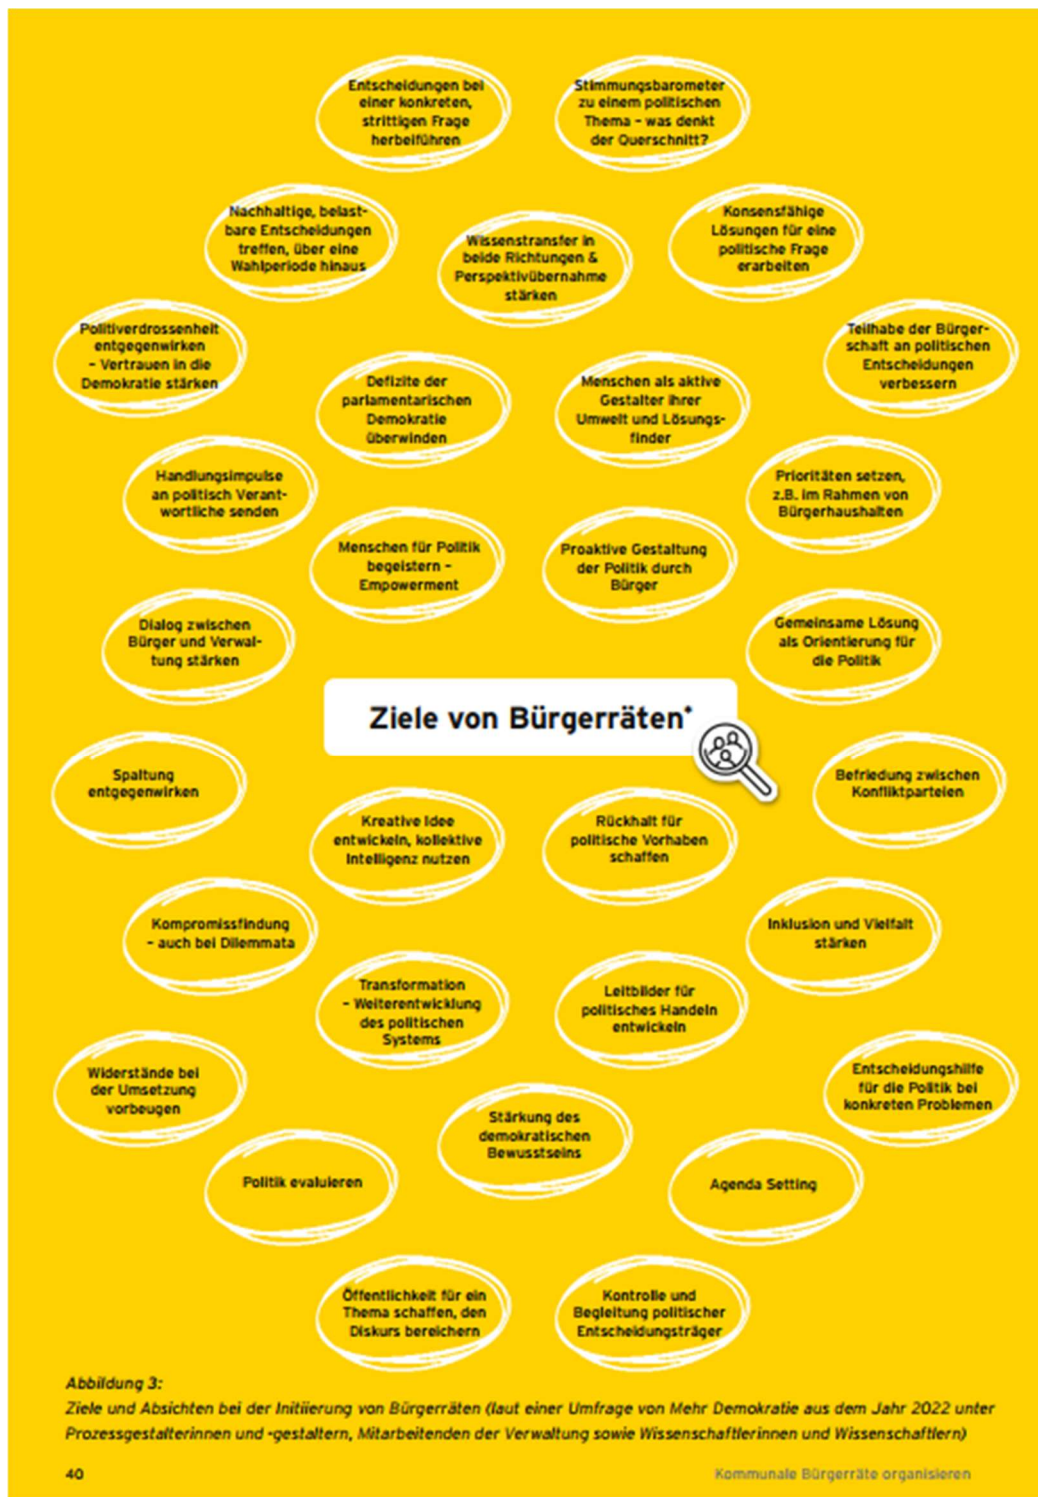 Entscheidungen bei
einer konkreten,
strittigen Frage
herbeiführen
Stimmungsbarometer
zu einem politischen
Thema – was denkt
der Querschnitt?
Nachhaltige, belast-
bare Entscheidungen
treffen, über eine
Wahlperiode hinaus
Wissenstransfer in
beide Richtungen &
Perspektivübernahme
stärken
Konsensfähige
Lösungen für eine
politische Frage
erarbeiten
Politiverdrossenheit
entgegenwirken
– Vertrauen in die
Demokratie stärken
Defizite der
parlamentarischen
Demokratie
überwinden
Menschen als aktive
Gestalter ihrer
Umwelt und Lösungs-
finder
Teilhabe der Bürger-
schaft an politischen
Entscheidungen
verbessern
Handlungsimpulse
an politisch Verant-
wortliche senden
Menschen für Politik
begeistern –
Empowerment
Proaktive Gestaltung
der Politik durch
Bürger
Prioritäten setzen,
z.B. im Rahmen von
Bürgerhaushalten
Dialog zwischen
Bürger und Verwal-
tung stärken
Gemeinsame Lösung
als Orientierung für
die Politik
Ziele von Bürgerräten*
Spaltung
entgegenwirken
Kreative Idee
entwickeln, kollektive
Intelligenz nutzen
Rückhalt für
politische Vorhaben
schaffen
Befriedung zwischen
Konfliktparteien
Kompromissfindung
– auch bei Dilemmata
Transformation
– Weiterentwicklung
des politischen
Systems
Leitbilder für
politisches Handeln
entwickeln
Inklusion und Vielfalt
stärken
Widerstände bei
der Umsetzung
vorbeugen
Stärkung des
demokratischen
Bewusstseins
Entscheidungshilfe
für die Politik bei
konkreten Problemen
Politik evaluieren
Agenda Setting
Öffentlichkeit für ein
Thema schaffen, den
Diskurs bereichern
Kontrolle und
Begleitung politischer
Entscheidungsträger
Abbildung 3:
Ziele und Absichten bei der Initiierung von Bürgerräten (laut einer Umfrage von Mehr Demokratie aus dem Jahr 2022 unter
Prozessgestalterinnen und -gestaltern, Mitarbeitenden der Verwaltung sowie Wissenschaftlerinnen und Wissenschaftlern)
40
Kommunale Bürgerräte organisieren